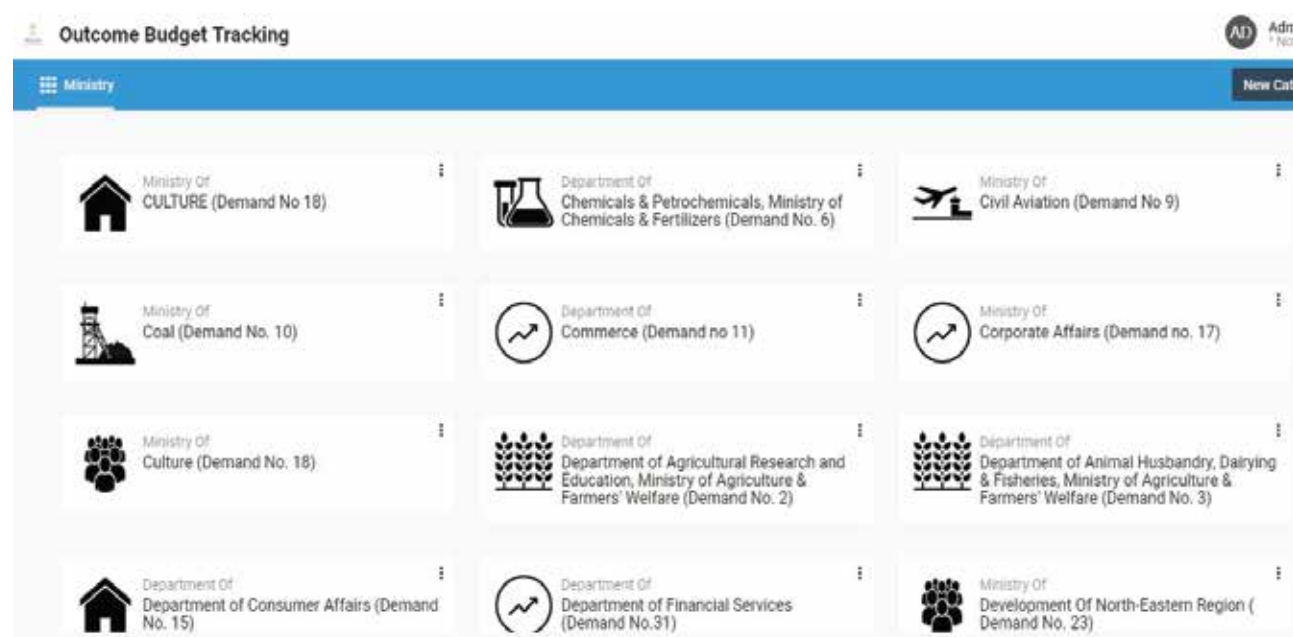 Outcome Budget Tracking
AD
Ministry
Ministry Of
CULTURE (Demand No 18)
Department Of
Chemicals & Petrochemicals, Ministry of
Chemicals & Fertilizers (Demand No. 6)
Ministry Of
Civil Aviation (Demand No 9)
Ministry Of
Coal (Demand No. 10)
Department Of
Commerce (Demand no 11)
Ministry Of
Corporate Affairs (Demand no. 17)
Ministry Of
Culture (Demand No. 18)
Department Of
Department of Agricultural Research and
Education, Ministry of Agriculture &
Farmers' Welfare (Demand No. 2)
Department Of
Department of Animal Husbandry, Dairying
& Fisheries, Ministry of Agriculture &
Farmers' Welfare (Demand No. 3)
Department Of
Department of Consumer Affairs (Demand
No. 15)
Department Of
Department of Financial Services
(Demand No.31)
Ministry Of
Development Of North-Eastern Region (
Demand No. 23)